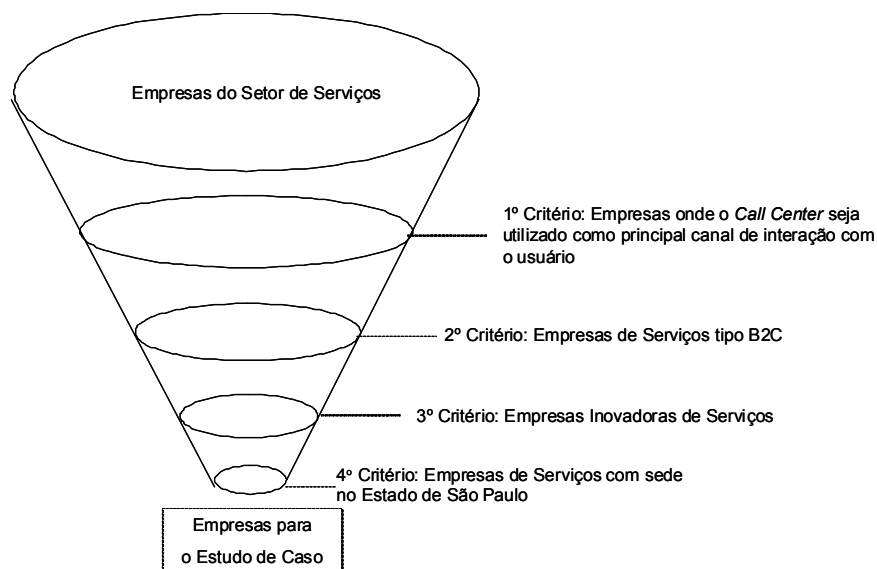 Empresas do Setor de Serviços
1º Critério: Empresas onde o Call Center seja
utilizado como principal canal de interação com
o usuário
2º Critério: Empresas de Serviços tipo B2C
3º Critério: Empresas Inovadoras de Serviços
4º Critério: Empresas de Serviços com sede
no Estado de São Paulo
Empresas para
o Estudo de Caso